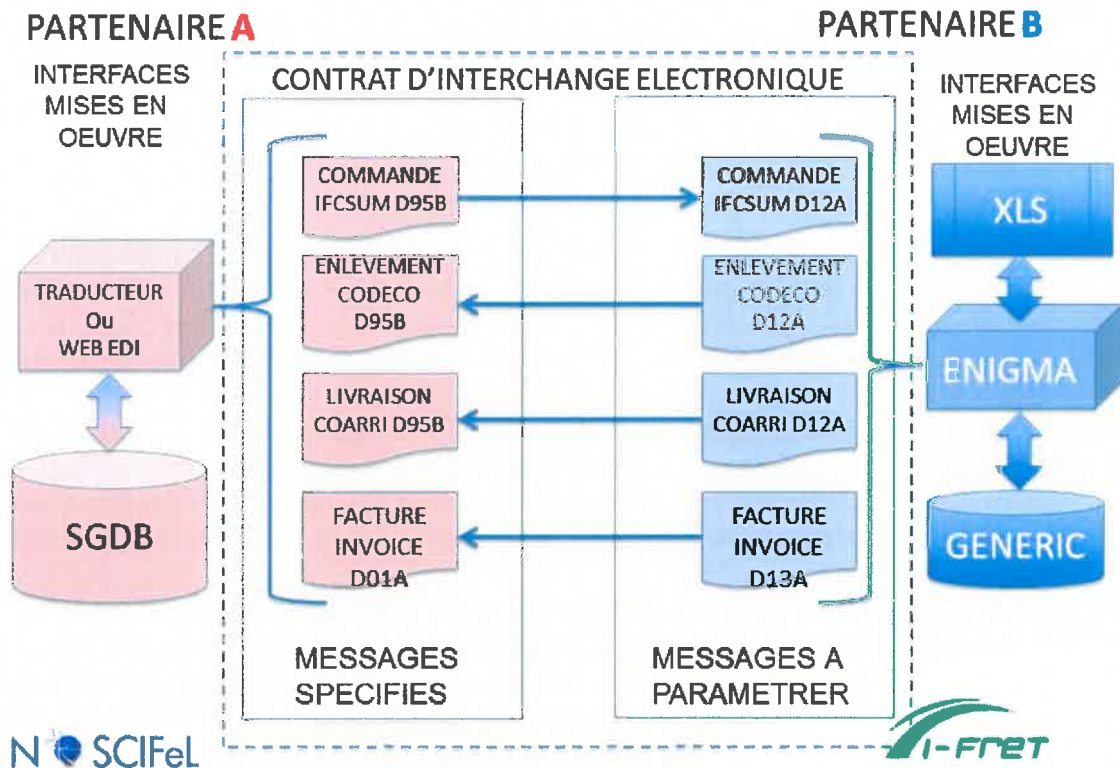 PARTENAIRE A
PARTENAIRE B
INTERFACES
MISES EN
OEUVRE
CONTRAT D'INTERCHANGE ELECTRONIQUE
INTERFACES
MISES EN
OEUVRE
COMMANDE
IFCSUM D95B
COMMANDE
IFCSUM D12A
XLS
ENLEVEMENT
CODECO
D95B
ENLEVEMENT
CODECO
D12A
TRADUCTEUR
Ou
WEB EDI
ENIGMA
LIVRAISON
COARRI D95B
LIVRAISON
COARRI D12A
SGDB
FACTURE
INVOICE
D01A
FACTURE
INVOICE
D13A
GENERIC
MESSAGES
SPECIFIES
MESSAGES A
PARAMETRER
NOSCIFeL
i-Fret